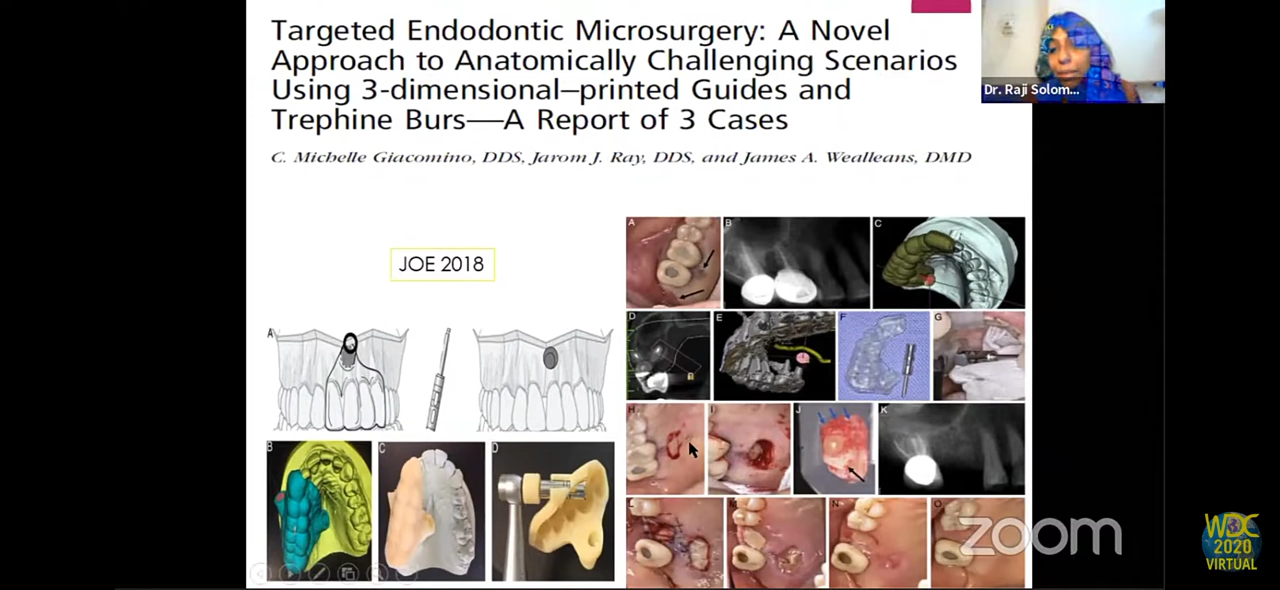 Targeted Endodontic Microsurgery: A Novel
Approach to Anatomically Challenging Scenarios
Using 3-dimensional–printed Guides and
Trephine Burs—A Report of 3 Cases
C. Michelle Giacomino, DDS, Jarom J. Ray, DDS, and James A. Wealleans, DMD
Dr. Raji Solom...
JOE 2018
A
B
C
D
E
F
G
H
I
J
K
L
M
N
O
A
B
C
D
zoom
WDC
2020
VIRTUAL